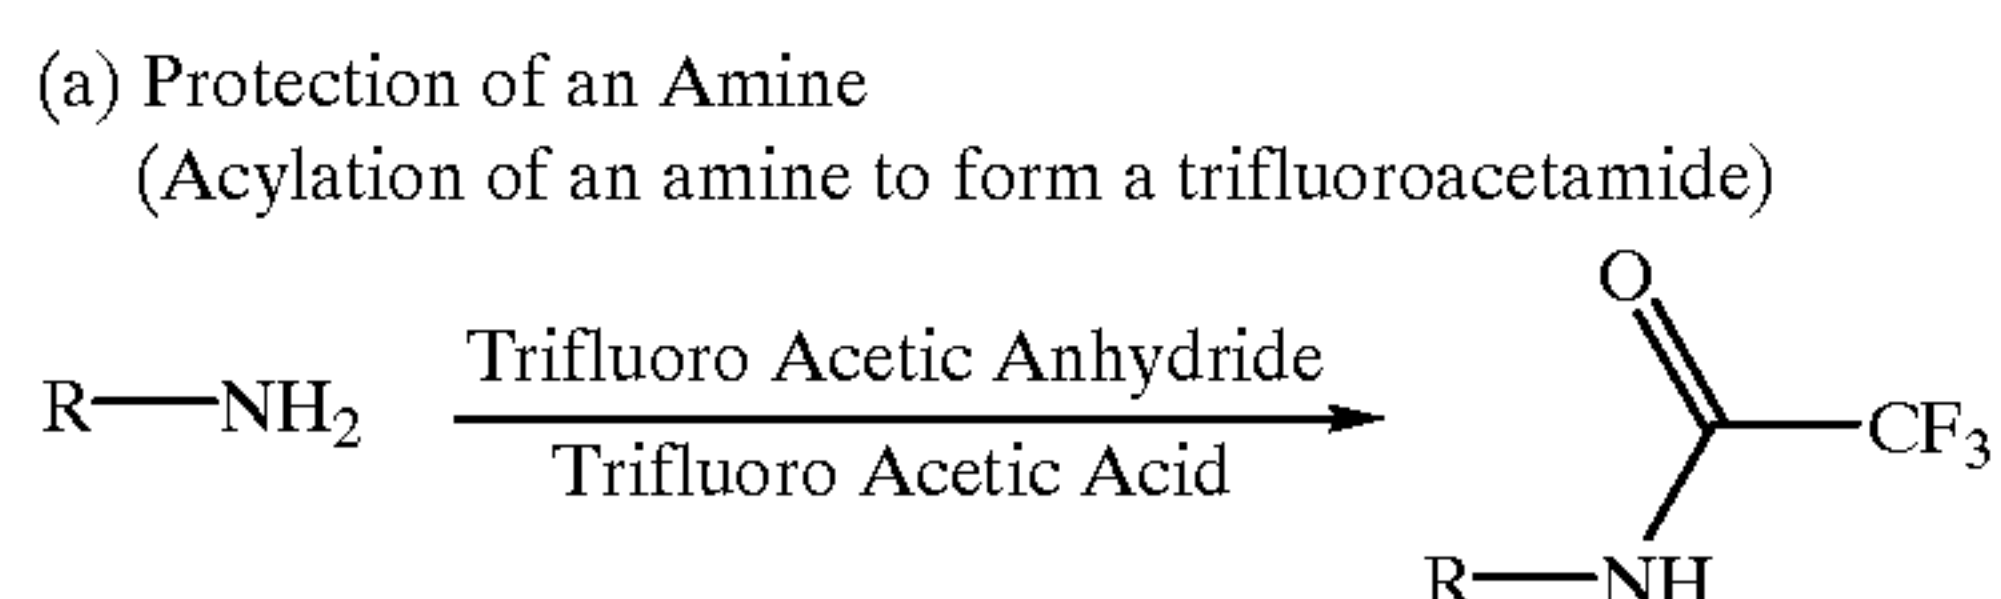 (a) Protection of an Amine
(Acylation of an amine to form a trifluoroacetamide)
O
Trifluoro Acetic Anhydride
R—NH₂
CF₃
Trifluoro Acetic Acid
R—NH